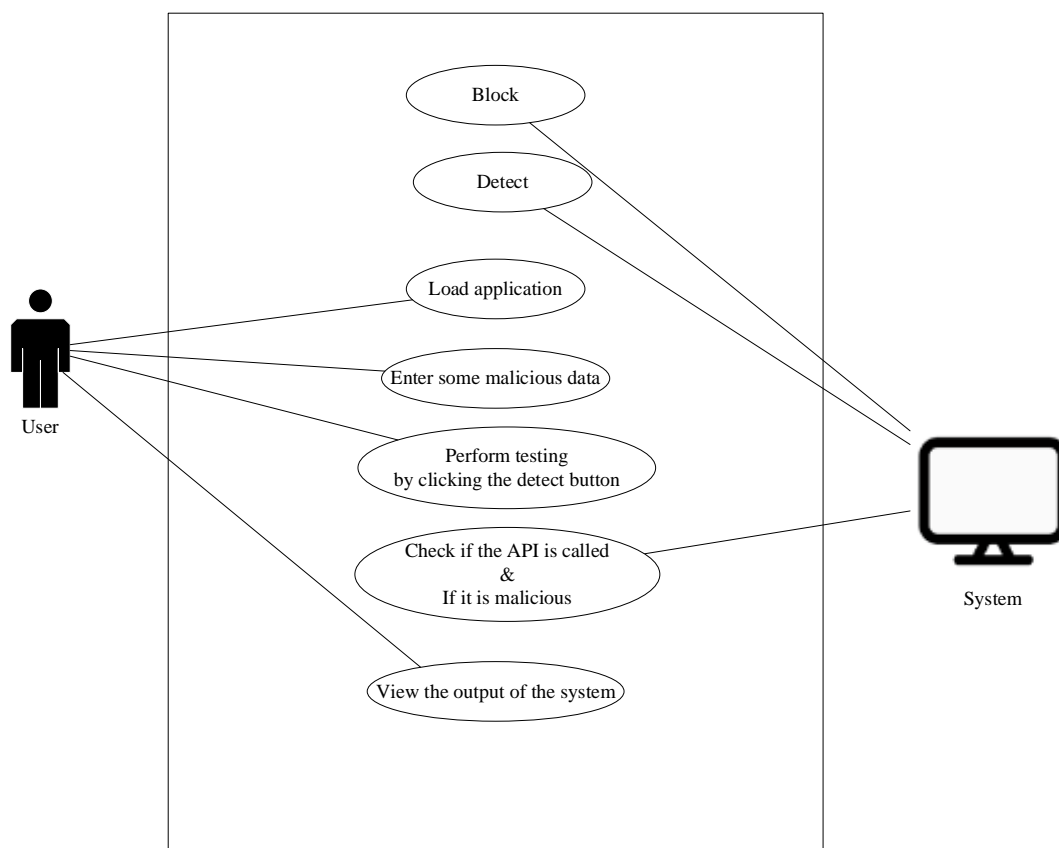 Block
Detect
Load application
Enter some malicious data
User
Perform testing
by clicking the detect button
Check if the API is called
&
If it is malicious
System
View the output of the system